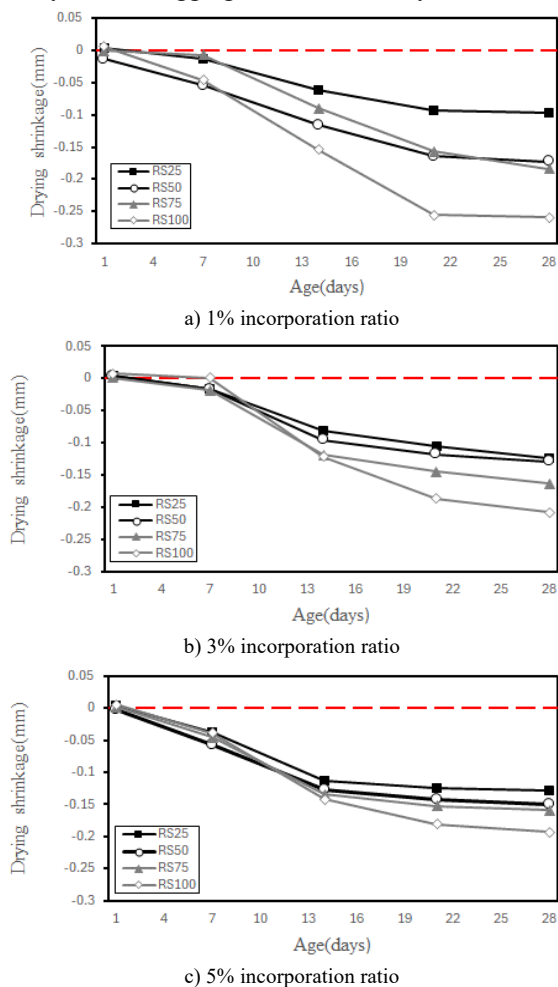 0.05
0
-0.05
-0.1
-0.15
-0.2
-0.25
-0.3
Drying shrinkage(mm)
RS25
RS50
RS75
RS100
1 4 7 10 13 16 19 22 25 28
Age(days)
a) 1% incorporation ratio
0.05
0
-0.05
-0.1
-0.15
-0.2
-0.25
-0.3
Drying shrinkage(mm)
RS25
RS50
RS75
RS100
1 4 7 10 13 16 19 22 25 28
Age(days)
b) 3% incorporation ratio
0.05
0
-0.05
-0.1
-0.15
-0.2
-0.25
-0.3
Drying shrinkage(mm)
RS25
RS50
RS75
RS100
1 4 7 10 13 16 19 22 25 28
Age(days)
c) 5% incorporation ratio